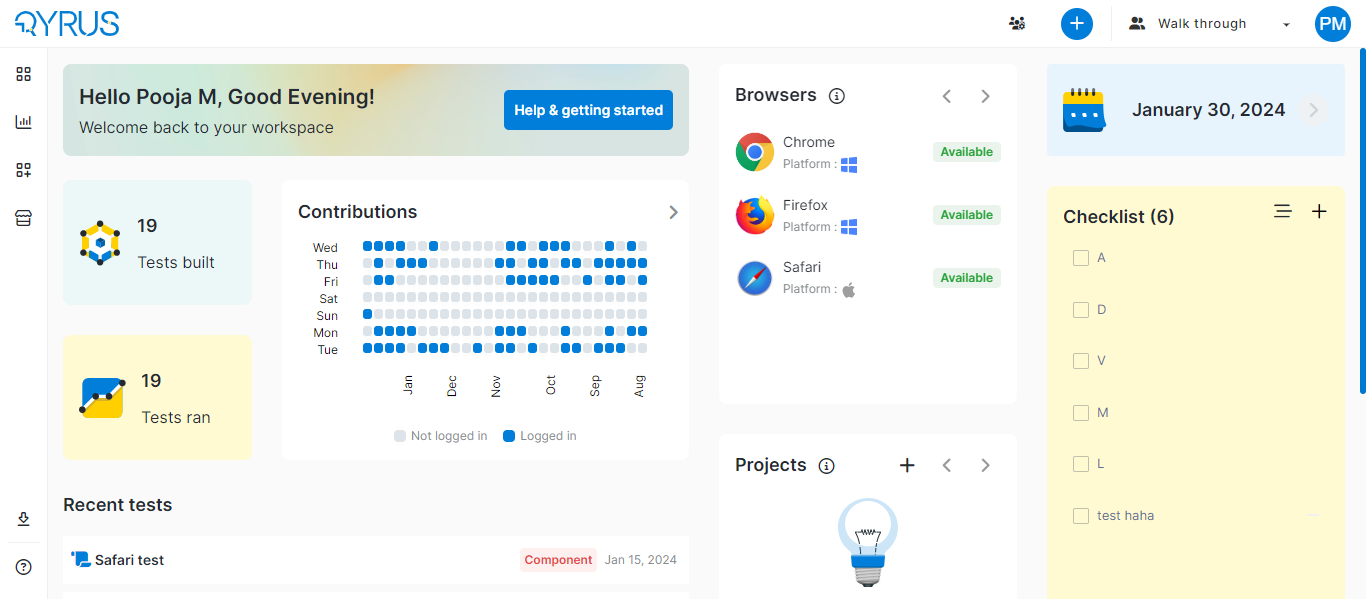 QYRUS
Walk through
PM
Hello Pooja M, Good Evening!
Welcome back to your workspace
Help & getting started
19
Tests built
19
Tests ran
Contributions
Wed
Thu
Fri
Sat
Sun
Mon
Tue
Jan
Dec
Nov
Oct
Sep
Aug
Not logged in
Logged in
Recent tests
Safari test
Component
Jan 15, 2024
Browsers
Chrome
Platform :
Available
Firefox
Platform :
Available
Safari
Platform :
Available
Projects
January 30, 2024
Checklist (6)
A
D
V
M
L
test haha